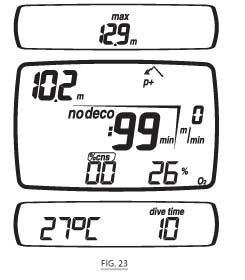 max
12.9 m
10.2 m
p+
no deco
:99 min
0 m/min
%cns
00
26 % O₂
dive time
27ºC 10
FIG. 23